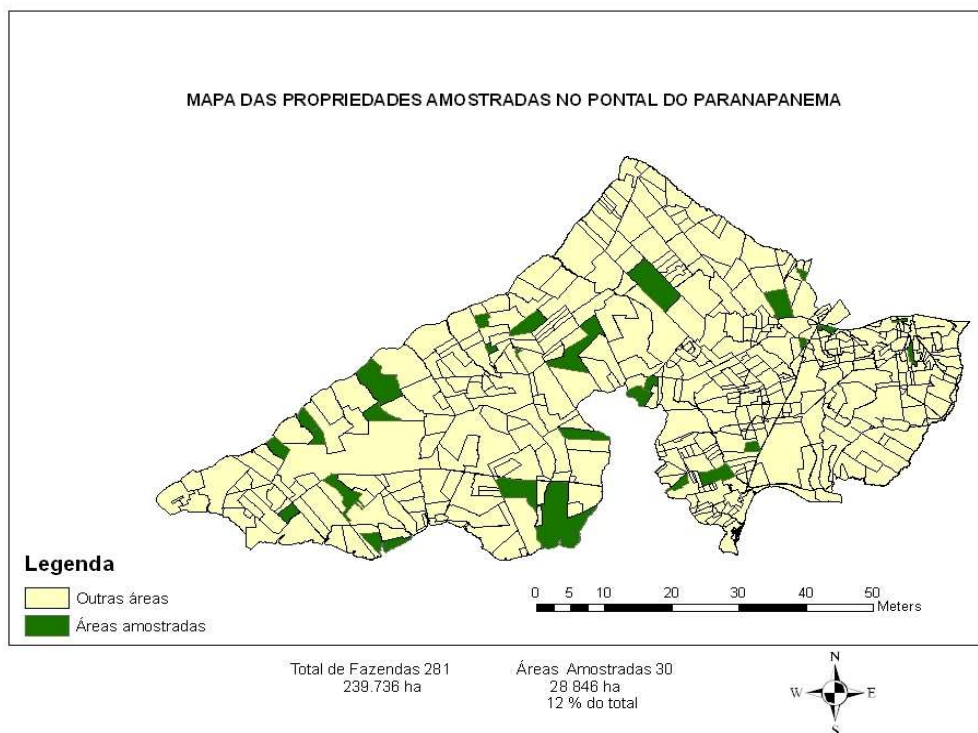 MAPA DAS PROPRIEDADES AMOSTRADAS NO PONTAL DO PARANAPANEMA
Legenda
Outras áreas
Áreas amostradas
0 5 10 20 30 40 50
Meters
Total de Fazendas 281
239.736 ha
Áreas Amostradas 30
28 846 ha
12 % do total
N
W E
S